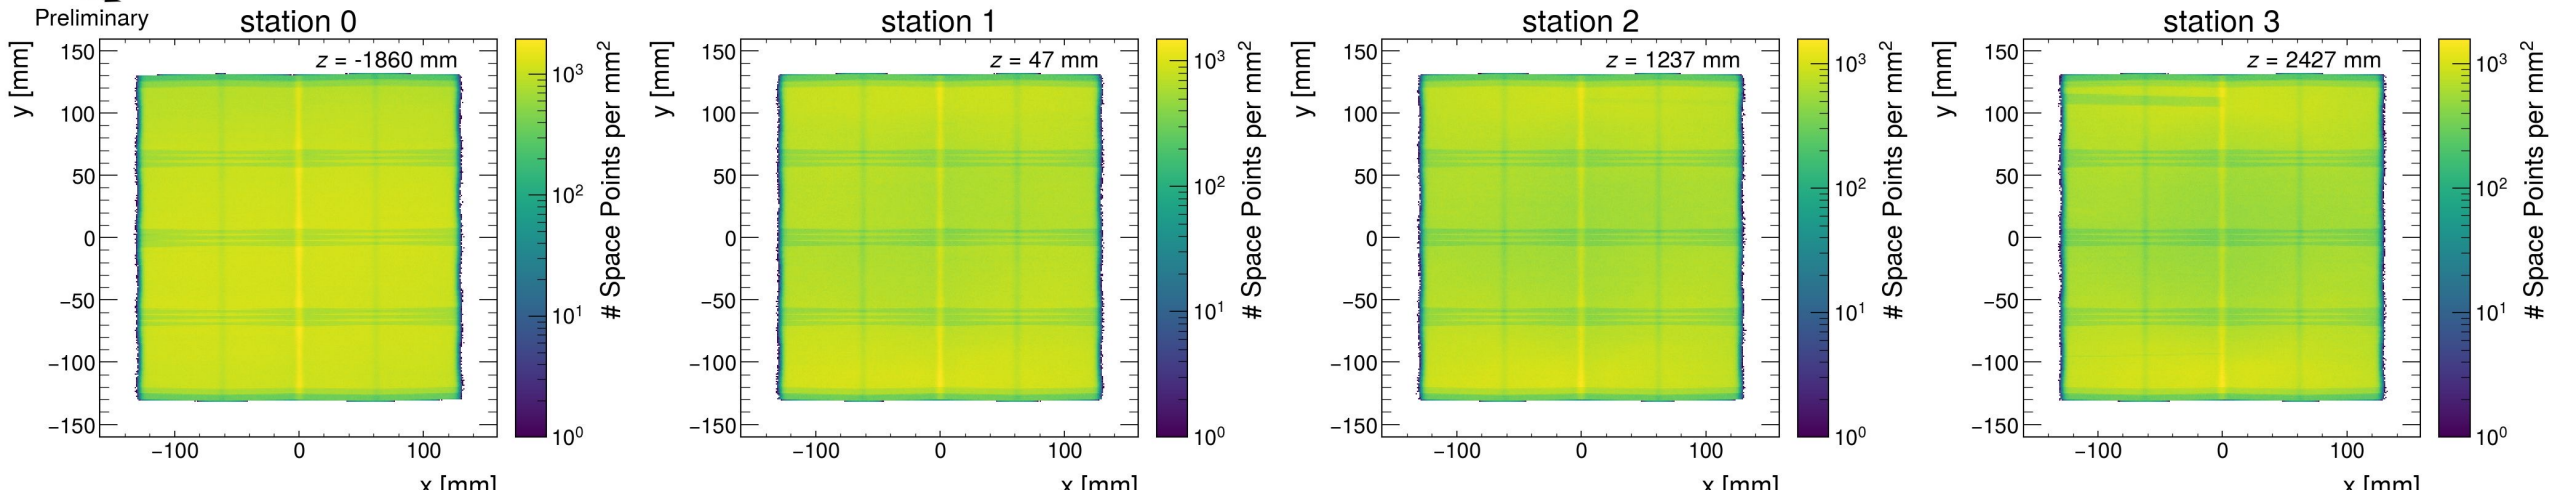 Preliminary
station 0
z = -1860 mm
y [mm]
150
100
50
0
−50
−100
−150
−100 0 100
x [mm]
10³
10²
10¹
10⁰
# Space Points per mm²
station 1
z = 47 mm
y [mm]
150
100
50
0
−50
−100
−150
−100 0 100
x [mm]
10³
10²
10¹
10⁰
# Space Points per mm²
station 2
z = 1237 mm
y [mm]
150
100
50
0
−50
−100
−150
−100 0 100
x [mm]
10³
10²
10¹
10⁰
# Space Points per mm²
station 3
z = 2427 mm
y [mm]
150
100
50
0
−50
−100
−150
−100 0 100
x [mm]
10³
10²
10¹
10⁰
# Space Points per mm²